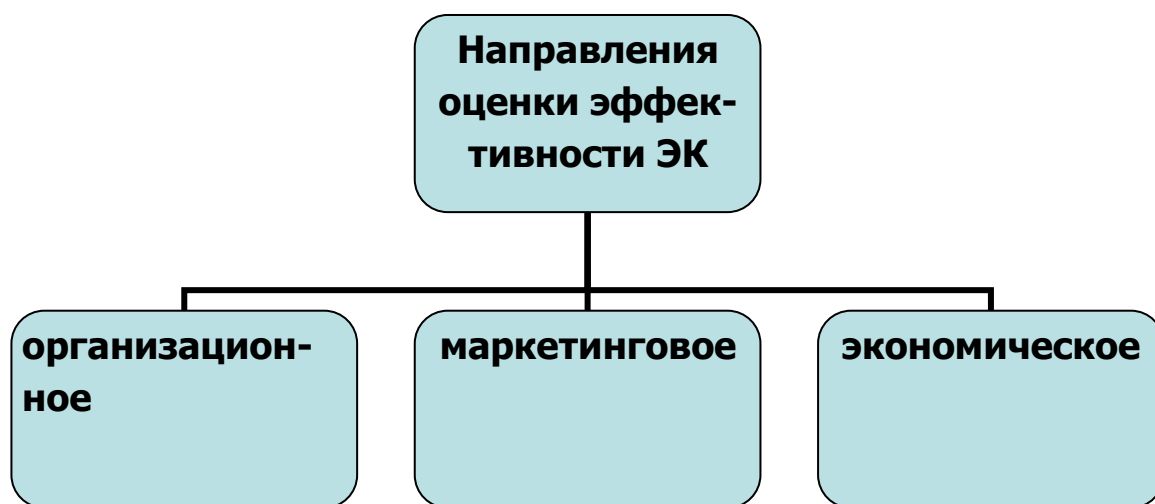 Направления
оценки эффек-
тивности ЭК
организацион-
ное
маркетинговое
экономическое